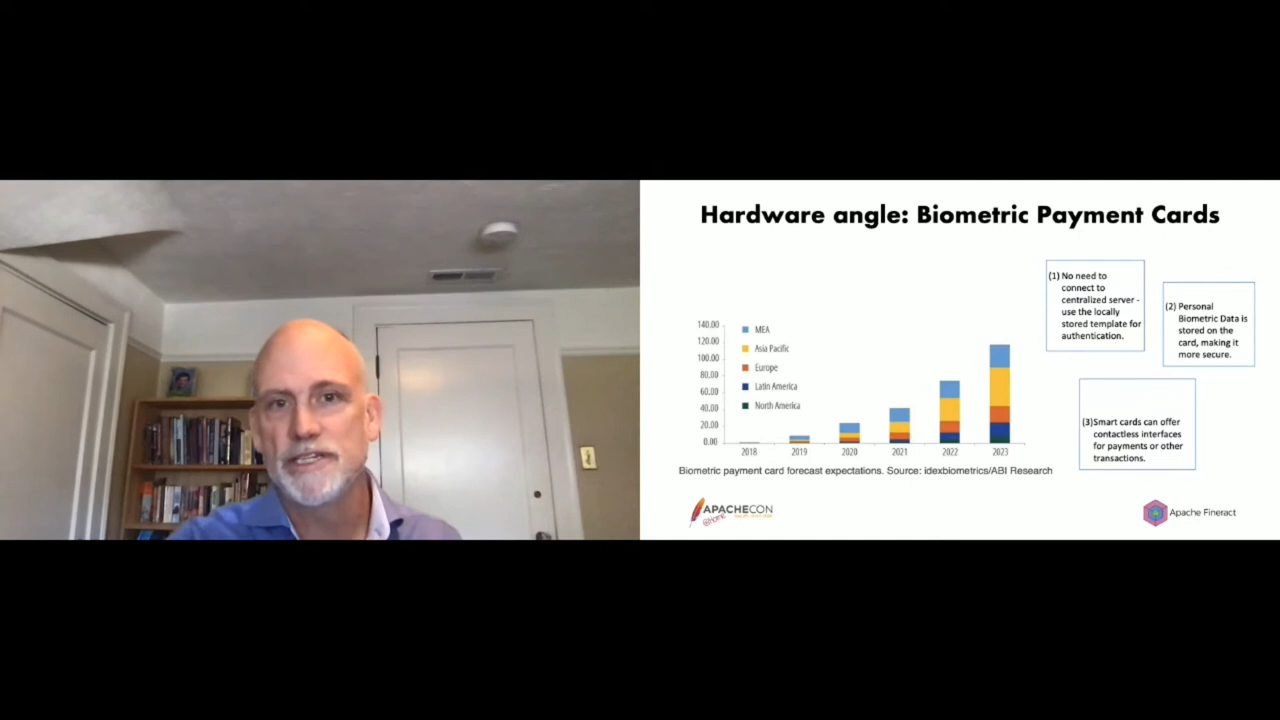 Hardware angle: Biometric Payment Cards
(1) No need to
connect to
centralized server -
use the locally
stored template for
authentication.
(2) Personal
Biometric Data is
stored on the
card, making it
more secure.
(3)Smart cards can offer
contactless interfaces
for payments or other
transactions.
140.00
120.00
100.00
80.00
60.00
40.00
20.00
0.00
MEA
Asia Pacific
Europe
Latin America
North America
2018 2019 2020 2021 2022 2023
Biometric payment card forecast expectations. Source: idexbiometrics/ABI Research
APACHECON
@home
Apache Fineract